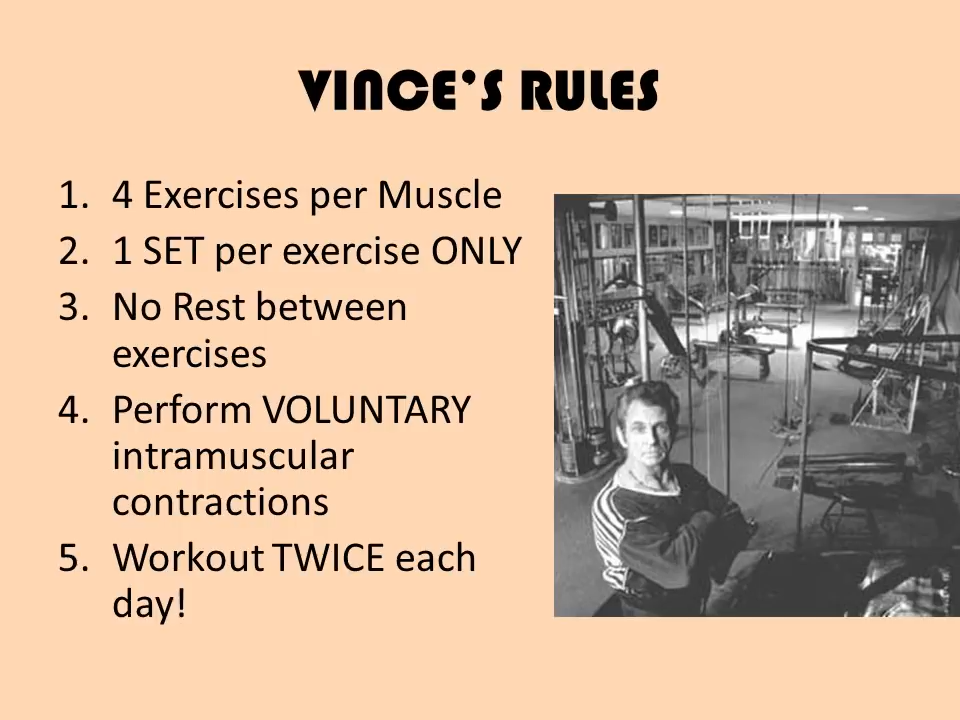 VINCE'S RULES
1. 4 Exercises per Muscle
2. 1 SET per exercise ONLY
3. No Rest between
exercises
4. Perform VOLUNTARY
intramuscular
contractions
5. Workout TWICE each
day!